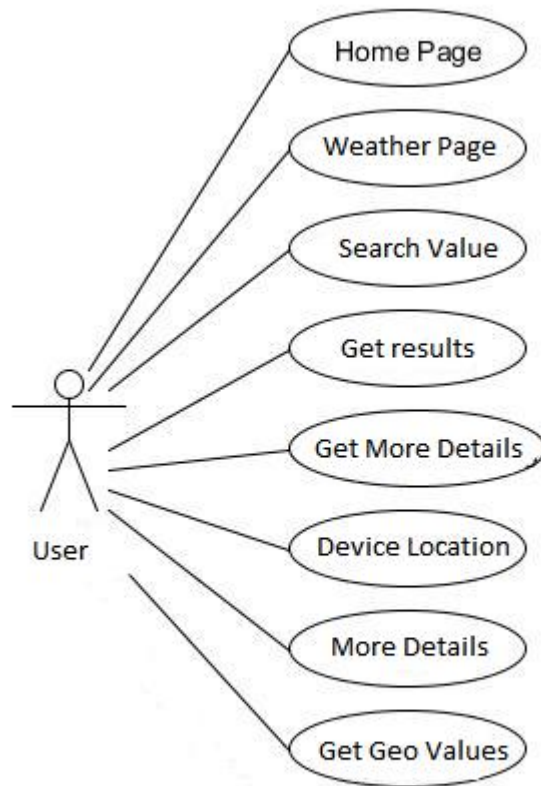 Home Page
Weather Page
Search Value
Get results
Get More Details
User
Device Location
More Details
Get Geo Values